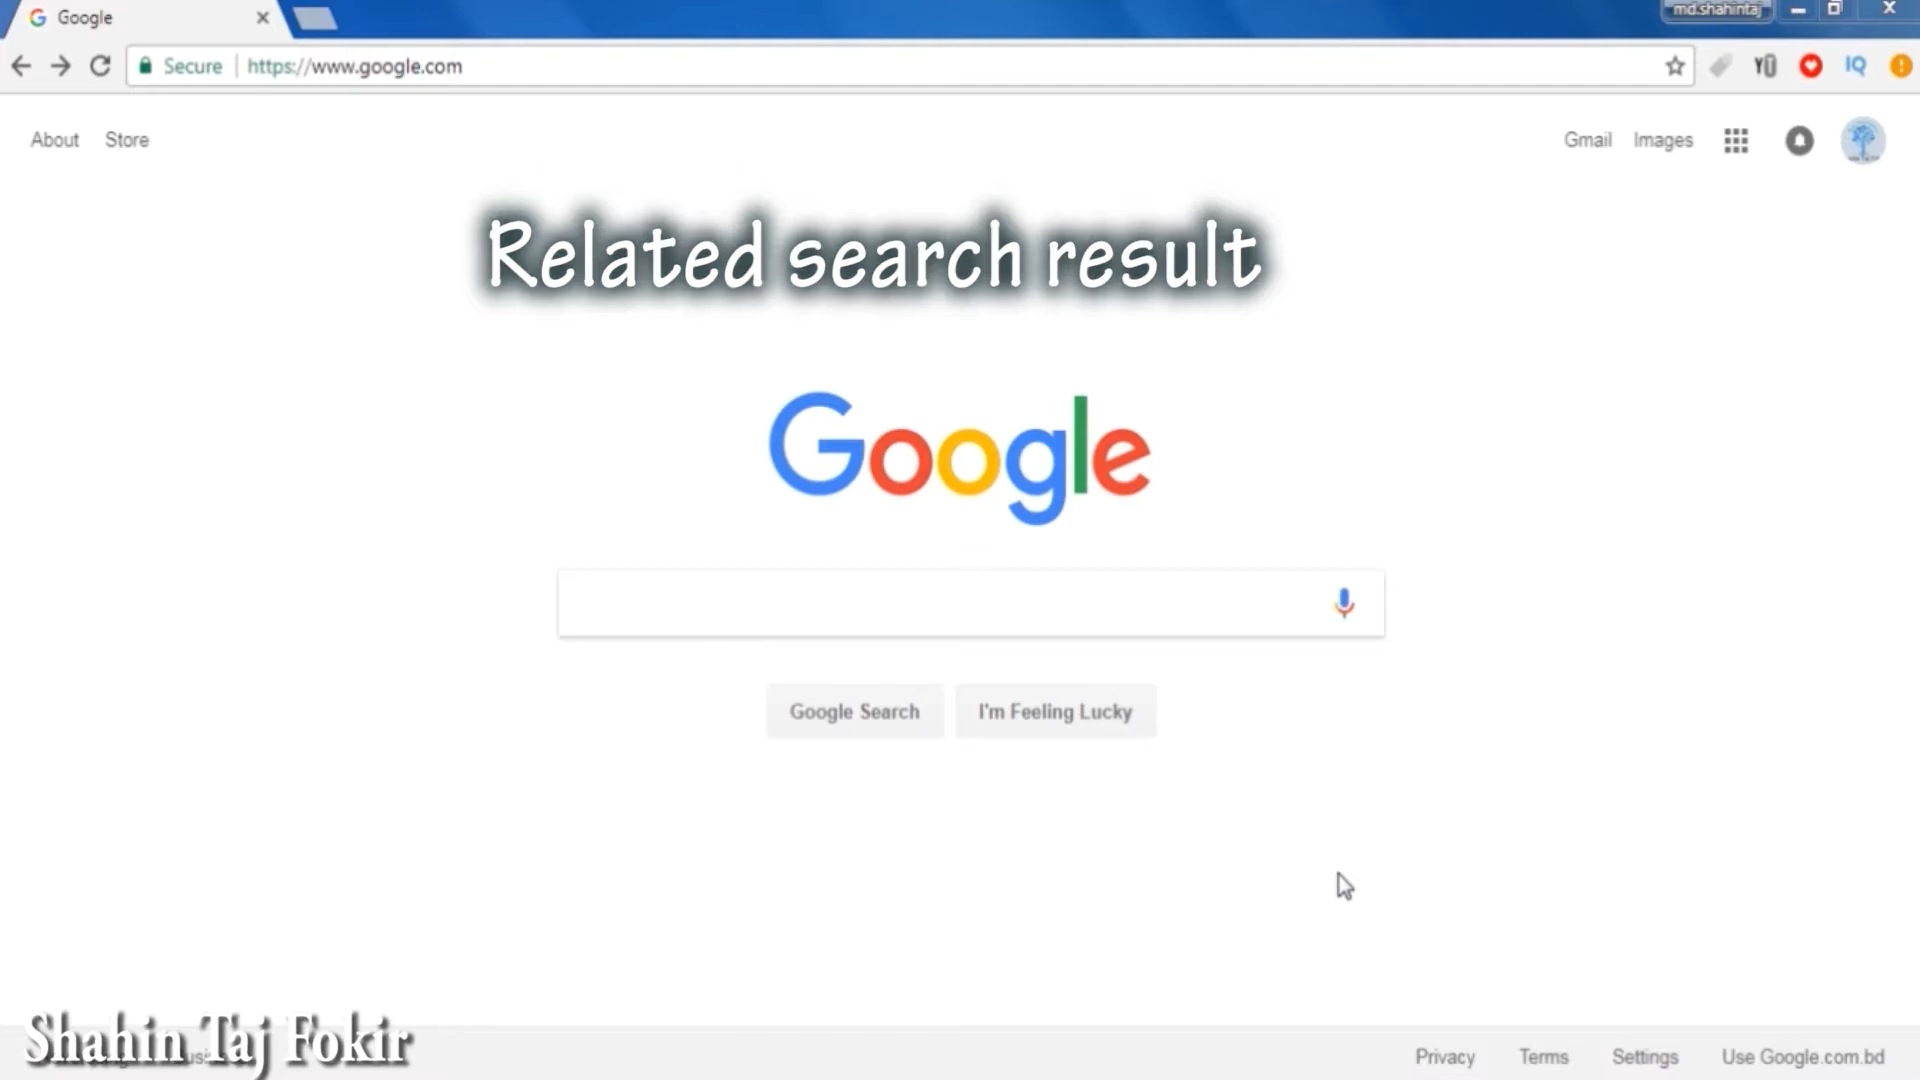 Google
md.shahintaj
Secure https://www.google.com
IQ
About Store
Gmail Images
Related search result
Google
Google Search I'm Feeling Lucky
Shahin Taj Fokir
Privacy Terms Settings Use Google.com.bd